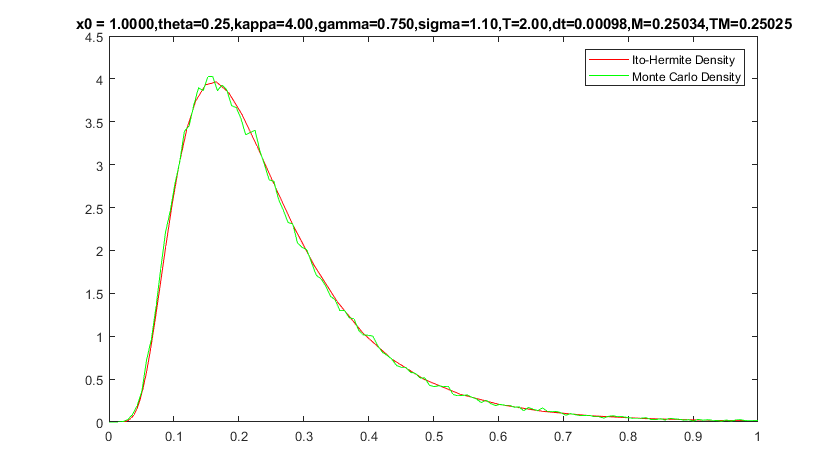 x0 = 1.0000,theta=0.25,kappa=4.00,gamma=0.750,sigma=1.10,T=2.00,dt=0.00098,M=0.25034,TM=0.25025
Ito-Hermite Density
Monte Carlo Density
4.5
4
3.5
3
2.5
2
1.5
1
0.5
0
0 0.1 0.2 0.3 0.4 0.5 0.6 0.7 0.8 0.9 1